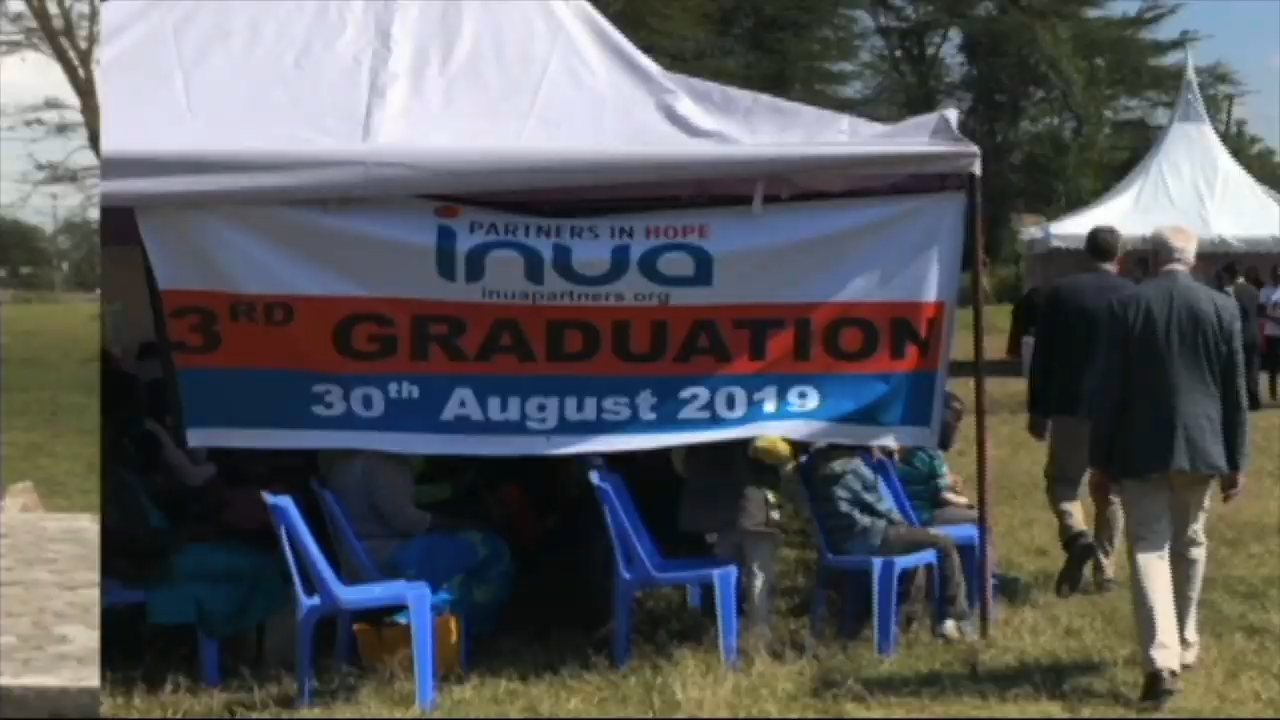 PARTNERS IN HOPE
inua
inuapartners.org
3RD GRADUATION
30th August 2019